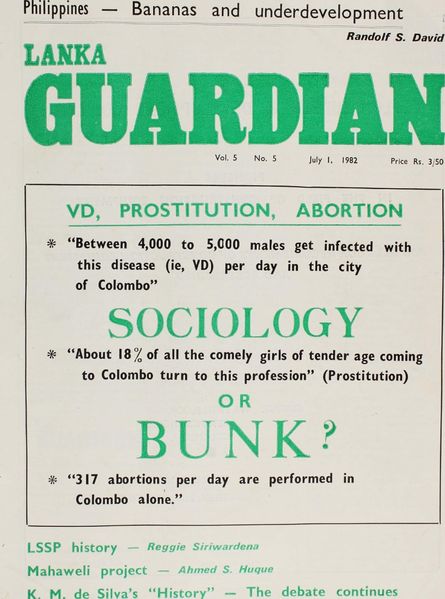 Philippines — Bananas and underdevelopment
Randolf S. David
LANKA
GUARDIAN
Vol. 5 No. 5 July 1, 1982 Price Rs. 3/50
VD, PROSTITUTION, ABORTION
* “Between 4,000 to 5,000 males get infected with
this disease (ie, VD) per day in the city
of Colombo”
SOCIOLOGY
* “About 18% of all the comely girls of tender age coming
to Colombo turn to this profession” (Prostitution)
OR
BUNK?
* “317 abortions per day are performed in
Colombo alone.”
LSSP history — Reggie Siriwardena
Mahaweli project — Ahmed S. Huque
K. M. de Silva's “History” — The debate continues